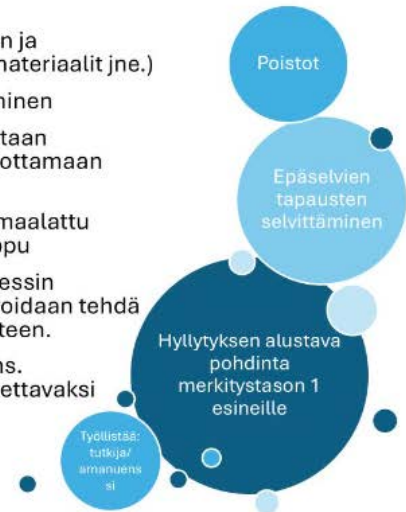 n ja
materiaalit jne.)
ninen
taan
ottamaan
maalattu
opu
essin
oidaan tehdä
teen.
ns.
ettavaksi
Poistot
Epäselvien
tapausten
selvittäminen
Hyllytyksen alustava
pohdinta
merkitystason 1
esineille
Työllistää:
tutkija/
amanuens
si